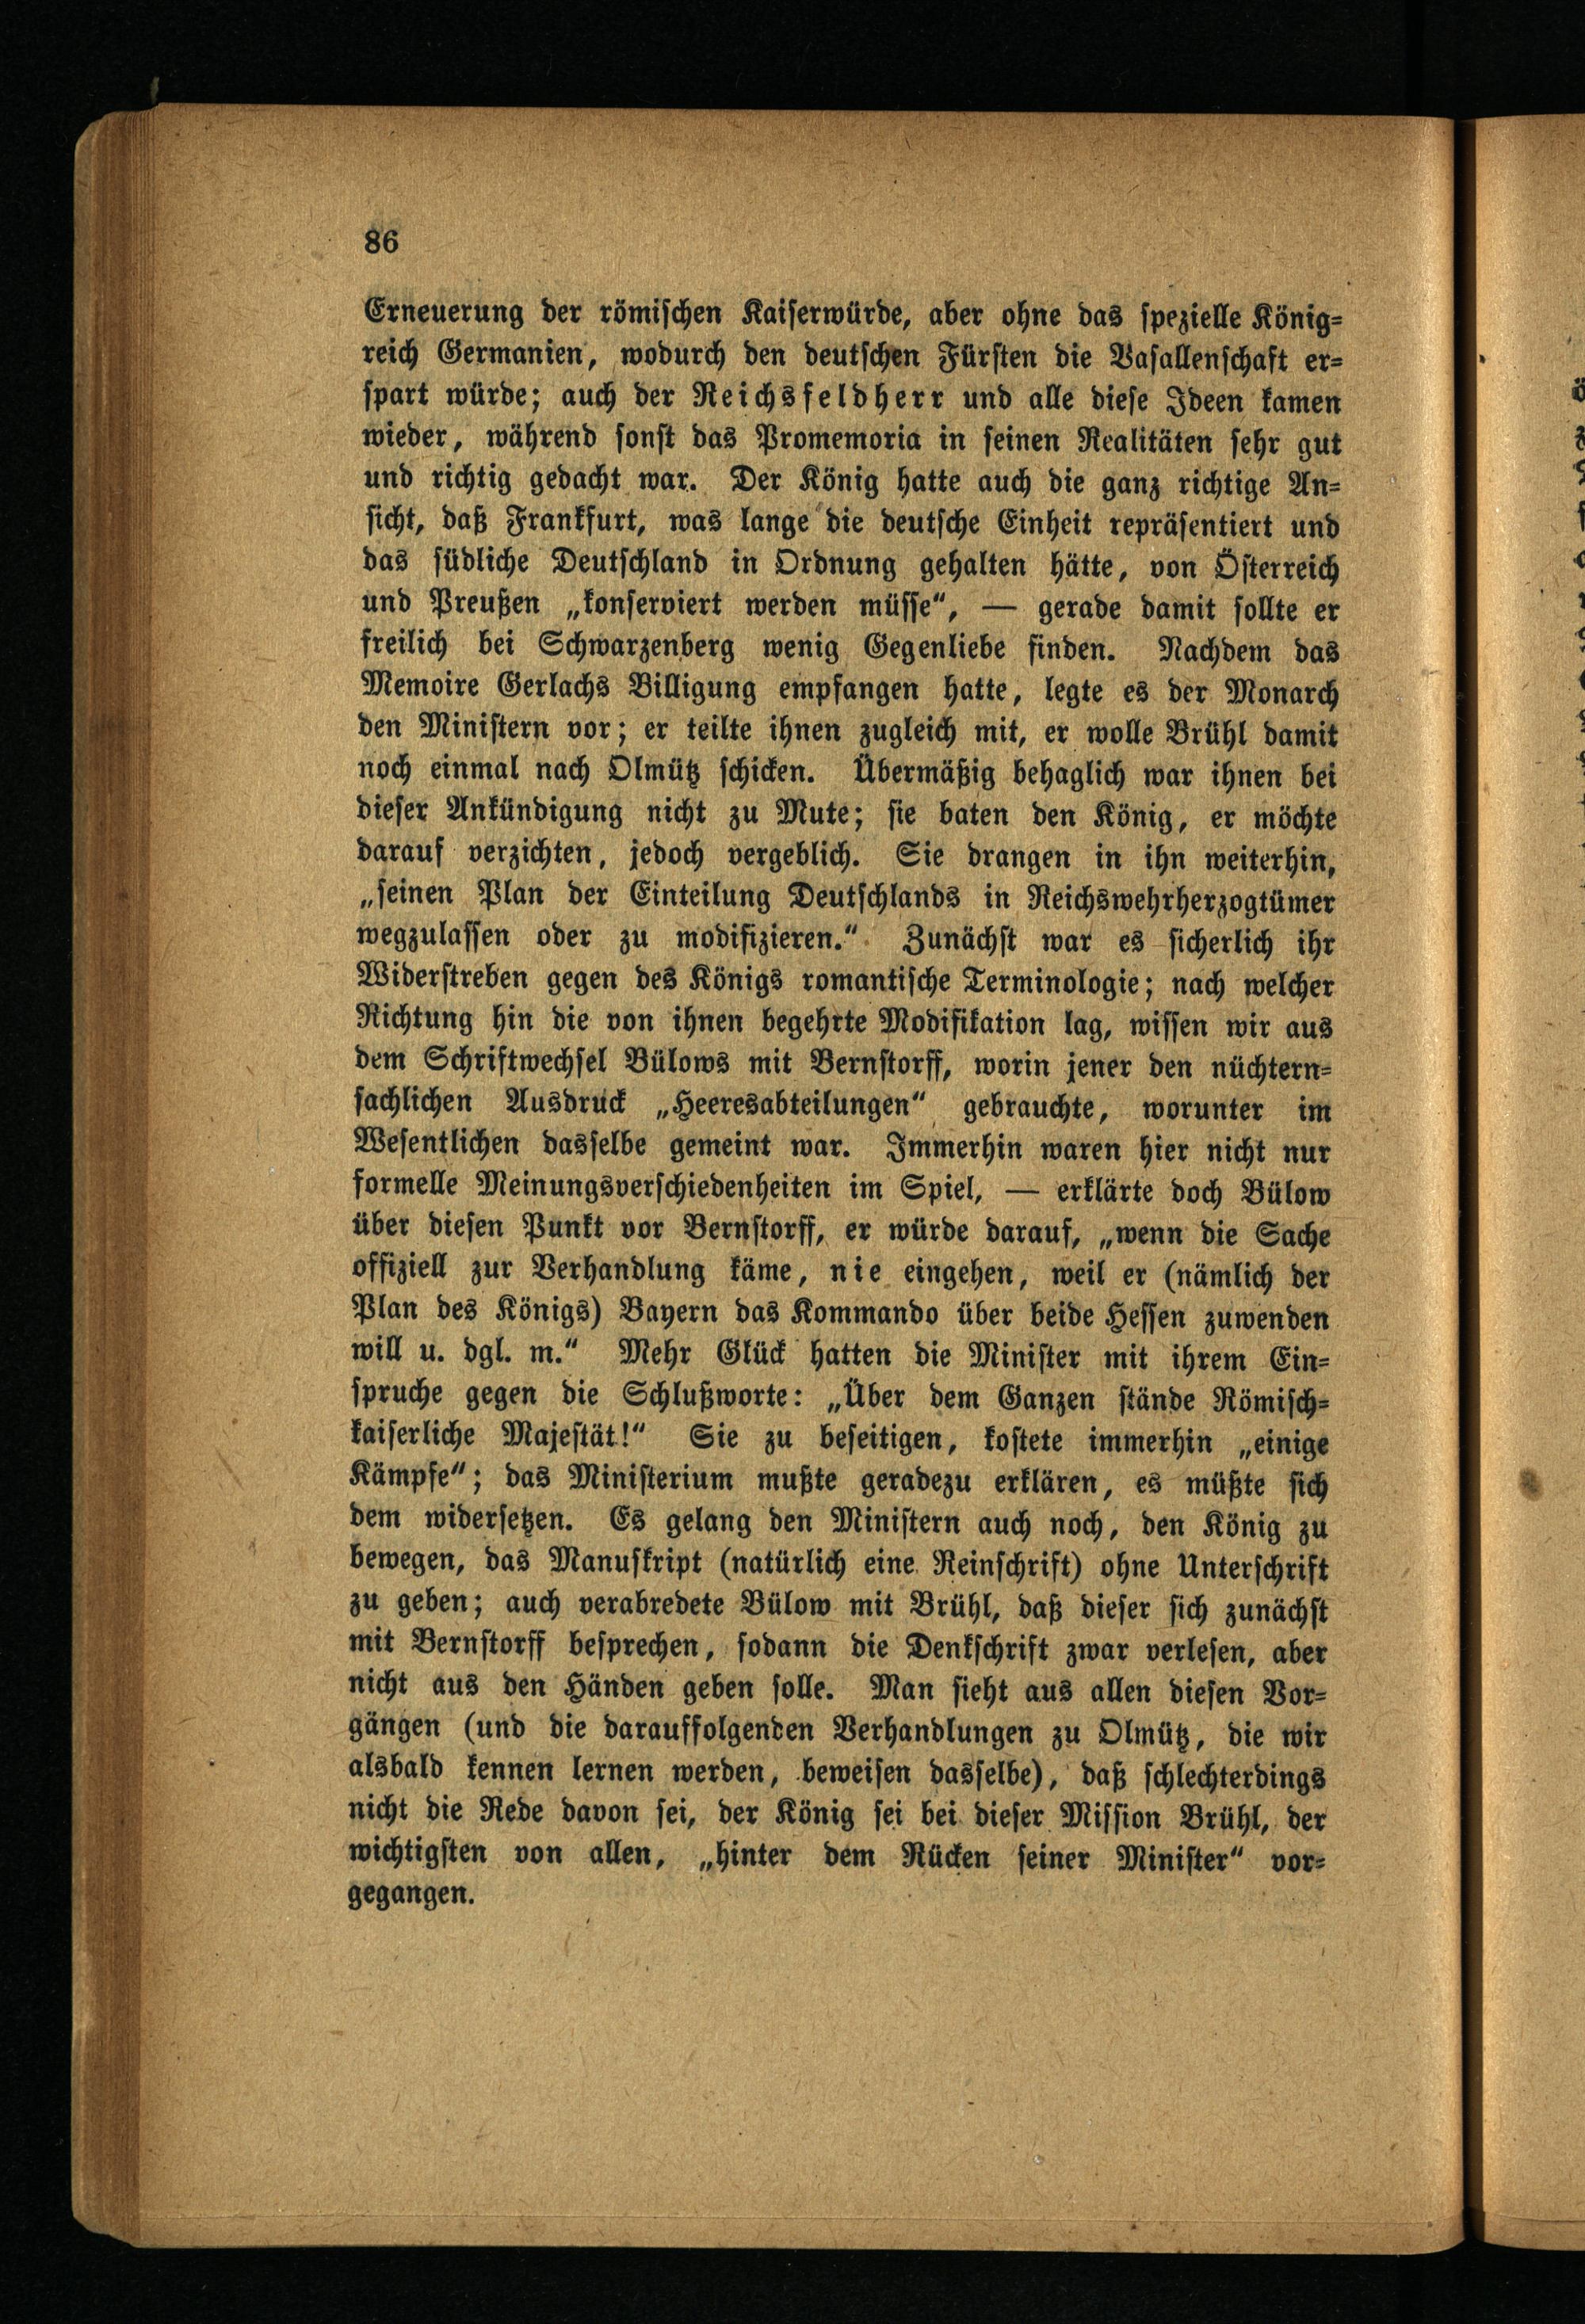 86
Erneuerung der römischen Kaiserwürde, aber ohne das spezielle König-
reich Germanien, wodurch den deutschen Fürsten die Vasallenschaft er-
spart würde; auch der Reichsfeldherr und alle diese Ideen kamen
wieder, während sonst das Promemoria in seinen Realitäten sehr gut
und richtig gedacht war. Der König hatte auch die ganz richtige An-
sicht, daß Frankfurt, was lange die deutsche Einheit repräsentiert und
das südliche Deutschland in Ordnung gehalten hätte, von Österreich
und Preußen „konserviert werden müsse“, — gerade damit sollte er
freilich bei Schwarzenberg wenig Gegenliebe finden. Nachdem das
Memoire Gerlachs Billigung empfangen hatte, legte es der Monarch
den Ministern vor; er teilte ihnen zugleich mit, er wolle Brühl damit
noch einmal nach Olmütz schicken. Übermäßig behaglich war ihnen bei
dieser Ankündigung nicht zu Mute; sie baten den König, er möchte
darauf verzichten, jedoch vergeblich. Sie drangen in ihn weiterhin,
„seinen Plan der Einteilung Deutschlands in Reichswehrherzogtümer
wegzulassen oder zu modifizieren.“ Zunächst war es sicherlich ihr
Widerstreben gegen des Königs romantische Terminologie; nach welcher
Richtung hin die von ihnen begehrte Modifikation lag, wissen wir aus
dem Schriftwechsel Bülows mit Bernstorff, worin jener den nüchtern-
sachlichen Ausdruck „Heeresabteilungen“ gebrauchte, worunter im
Wesentlichen dasselbe gemeint war. Immerhin waren hier nicht nur
formelle Meinungsverschiedenheiten im Spiel, — erklärte doch Bülow
über diesen Punkt vor Bernstorff, er würde darauf, „wenn die Sache
offiziell zur Verhandlung käme, nie eingehen, weil er (nämlich der
Plan des Königs) Bayern das Kommando über beide Hessen zuwenden
will u. dgl. m.“ Mehr Glück hatten die Minister mit ihrem Ein-
spruche gegen die Schlußworte: „Über dem Ganzen stände Römisch-
kaiserliche Majestät!“ Sie zu beseitigen, kostete immerhin „einige
Kämpfe“; das Ministerium mußte geradezu erklären, es müßte sich
dem widersetzen. Es gelang den Ministern auch noch, den König zu
bewegen, das Manuskript (natürlich eine Reinschrift) ohne Unterschrift
zu geben; auch verabredete Bülow mit Brühl, daß dieser sich zunächst
mit Bernstorff besprechen, sodann die Denkschrift zwar verlesen, aber
nicht aus den Händen geben solle. Man sieht aus allen diesen Vor-
gängen (und die darauffolgenden Verhandlungen zu Olmütz, die wir
alsbald kennen lernen werden, beweisen dasselbe), daß schlechterdings
nicht die Rede davon sei, der König sei bei dieser Mission Brühl, der
wichtigsten von allen, „hinter dem Rücken seiner Minister“ vor-
gegangen.